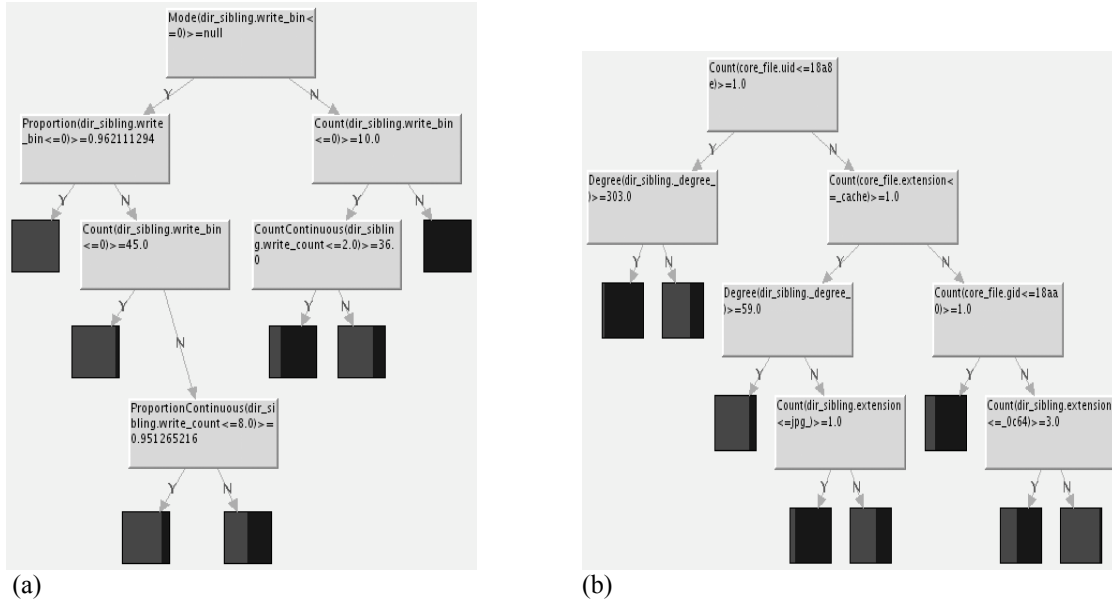 Mode(dir_sibling.write_bin<
=0)>=null
Y
N
Proportion(dir_sibling.write
_bin<=0)>=0.962111294
Count(dir_sibling.write_bin
<=0)>=10.0
Y
N
Y
N
Count(dir_sibling.write_bin
<=0)>=45.0
CountContinuous(dir_siblin
g.write_count<=2.0)>=36.
0
Y
N
Y
N
ProportionContinuous(dir_si
bling.write_count<=8.0)>=
0.951265216
Y
N
(a)
Count(core_file.uid<=18a8
e)>=1.0
Y
N
Degree(dir_sibling._degree_
)>=303.0
Count(core_file.extension<
=_cache)>=1.0
Y
N
Y
N
Degree(dir_sibling._degree_
)>=59.0
Count(core_file.gid<=18aa
0)>=1.0
Y
N
Y
N
Count(dir_sibling.extension
<=jpg_)>=1.0
Count(dir_sibling.extension
<=_0c64)>=3.0
Y
N
Y
N
(b)